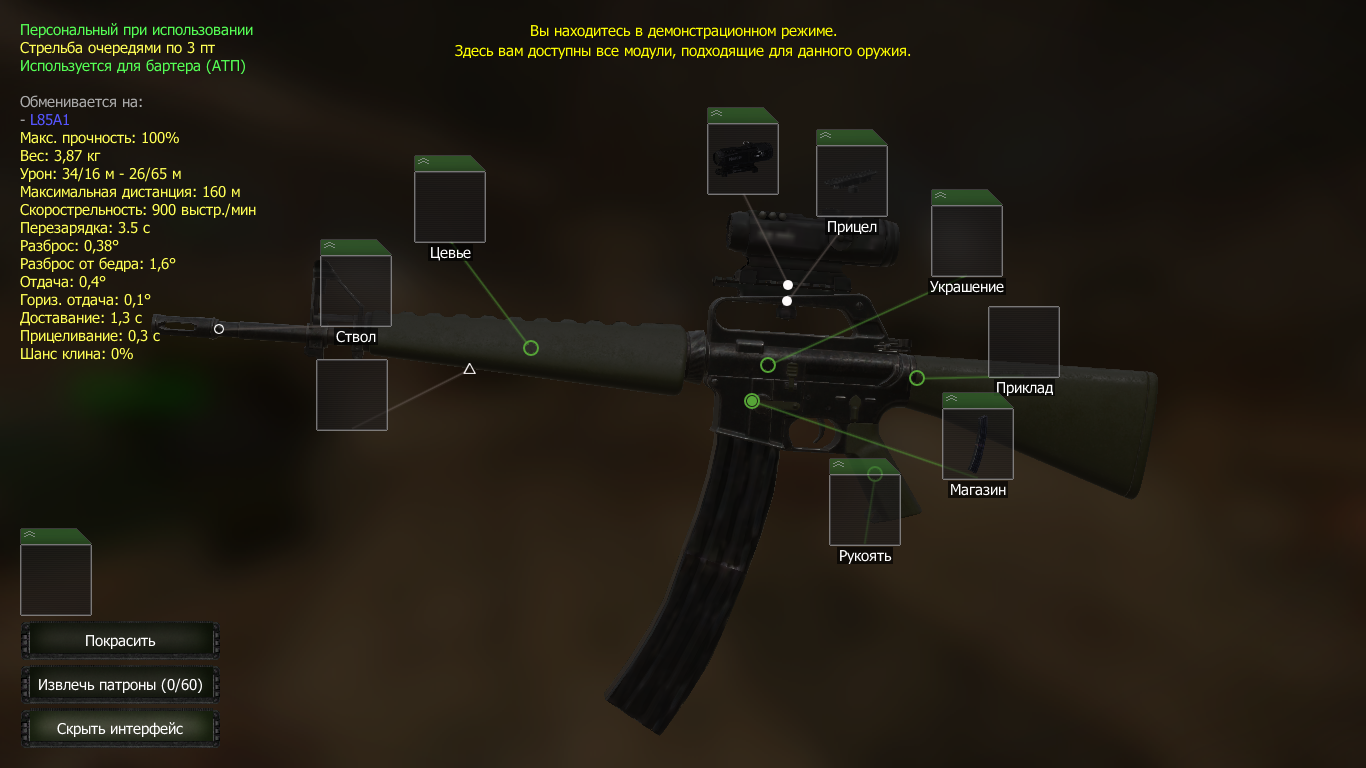 Персональный при использовании
Стрельба очередями по 3 пт
Используется для бартера (АТП)
Обменивается на:
- L85A1
Макс. прочность: 100%
Вес: 3,87 кг
Урон: 34/16 м - 26/65 м
Максимальная дистанция: 160 м
Скорострельность: 900 выстр./мин
Перезарядка: 3.5 с
Разброс: 0,38°
Разброс от бедра: 1,6°
Отдача: 0,4°
Гориз. отдача: 0,1°
Доставание: 1,3 с
Прицеливание: 0,3 с
Шанс клина: 0%
Вы находитесь в демонстрационном режиме.
Здесь вам доступны все модули, подходящие для данного оружия.
Прицел
Цевье
Украшение
Ствол
Приклад
Магазин
Рукоять
Покрасить
Извлечь патроны (0/60)
Скрыть интерфейс